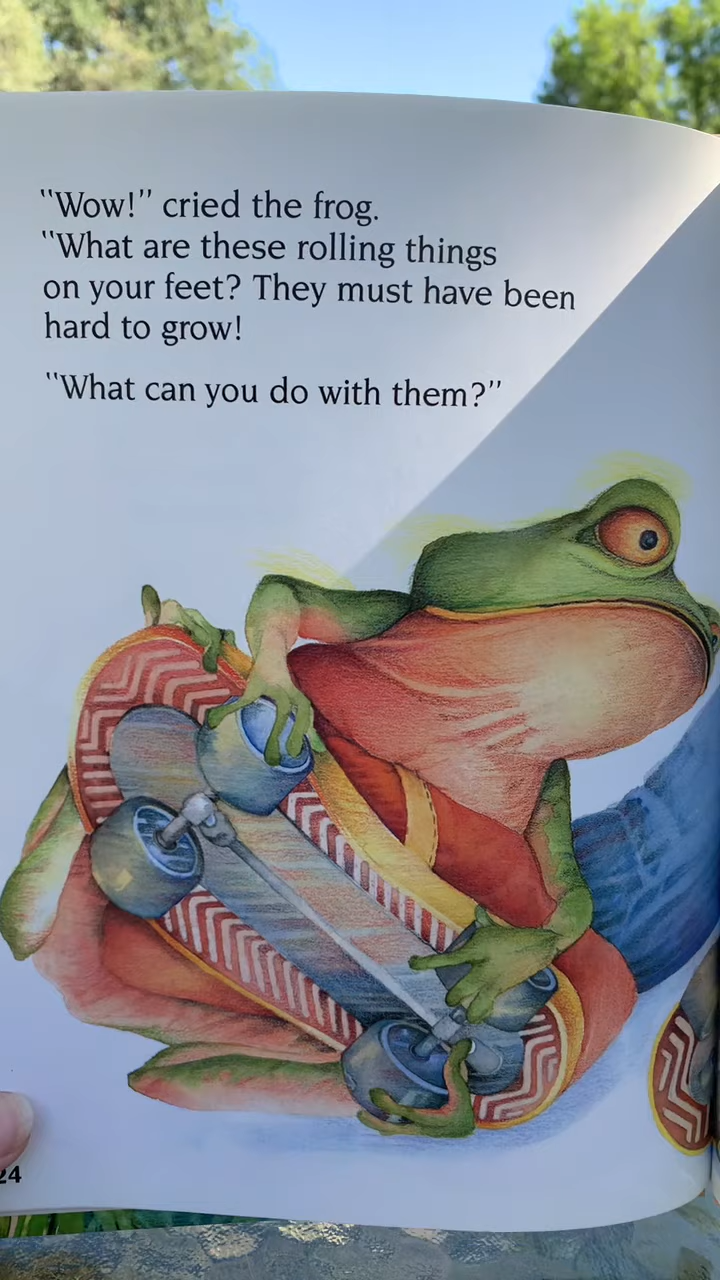 "Wow!" cried the frog.
"What are these rolling things
on your feet? They must have been
hard to grow!
"What can you do with them?"
24